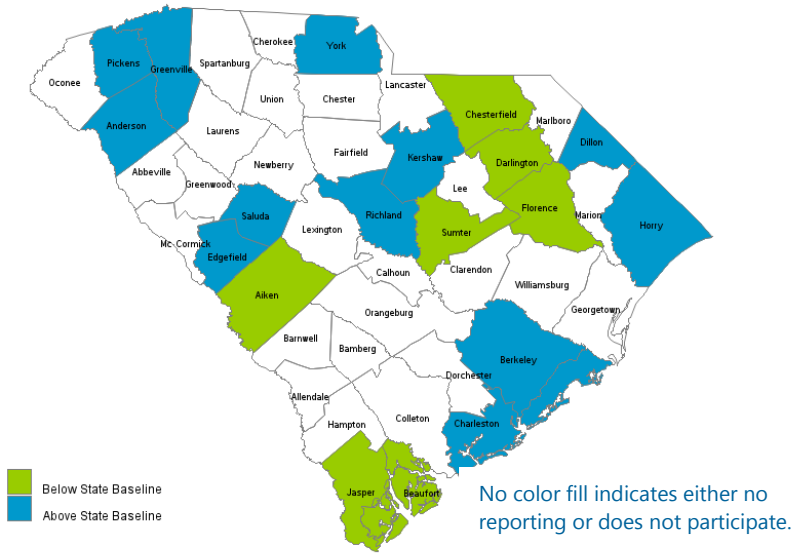 Cherokee
York
Pickens
Greenville
Spartanburg
Oconee
Lancaster
Union
Chester
Chesterfield
Marlboro
Anderson
Laurens
Dillon
Fairfield
Kershaw
Darlington
Newberry
Abbeville
Greenwood
Lee
Florence
Saluda
Richland
Marion
Horry
Lexington
Sumter
Mc Cormick
Edgefield
Calhoun
Clarendon
Williamsburg
Aiken
Orangeburg
Georgetown
Barnwell
Bamberg
Berkeley
Dorchester
Allendale
Colleton
Charleston
Hampton
Jasper
Beaufort
Below State Baseline
Above State Baseline
No color fill indicates either no
reporting or does not participate.